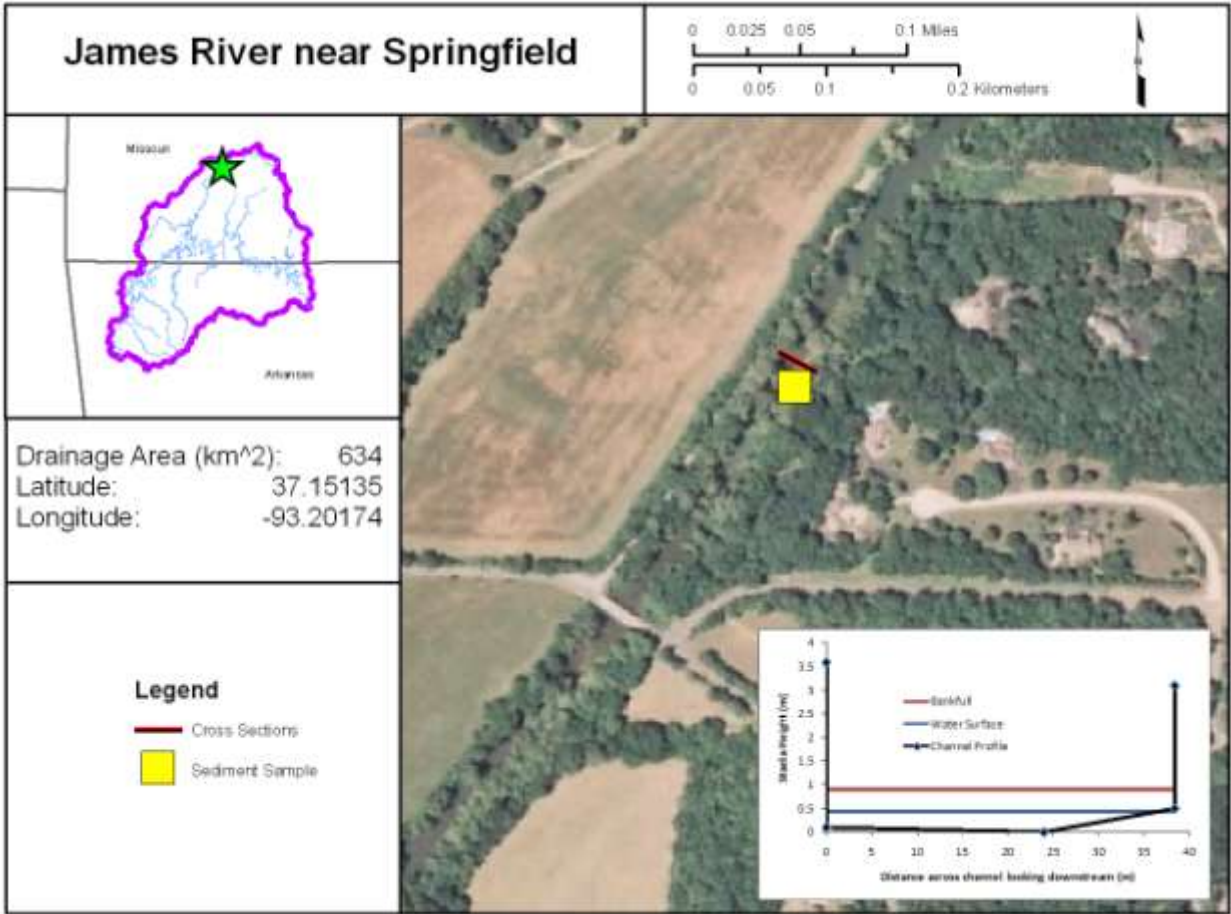 James River near Springfield
0 0.025 0.05 0.1 Miles
0 0.05 0.1 0.2 Kilometers
N
Missouri
Arkansas
Drainage Area (km^2): 634
Latitude: 37.15135
Longitude: -93.20174
Legend
Cross Sections
Sediment Sample
4
3.5
3
2.5
2
1.5
1
0.5
0
Stadia Height (m)
Bankfull
Water Surface
Channel Profile
0 5 10 15 20 25 30 35 40
Distance across channel looking downstream (m)